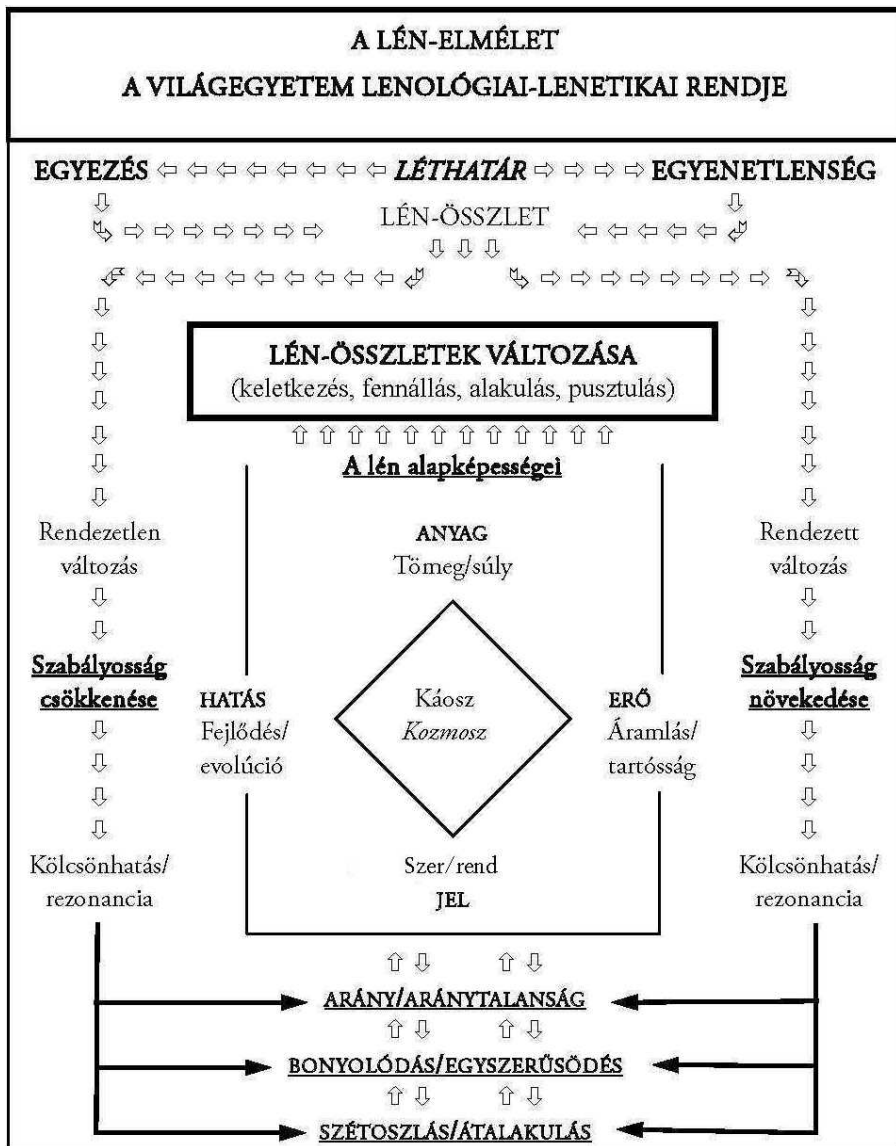 A LÉN-ELMÉLET
A VILÁGEGYETEM LENOLÓGIAI-LENETIKAI RENDJE
EGYEZÉS LÉTHATÁR EGYENETLENSÉG
LÉN-ÖSSZLET
LÉN-ÖSSZLETEK VÁLTOZÁSA
(keletkezés, fennállás, alakulás, pusztulás)
A lén alapképességei
Rendezetlen
változás
ANYAG
Tömeg/súly
Rendezett
változás
Szabályosság
csökkenése
HATÁS
Fejlődés/
evolúció
Káosz
Kozmosz
ERŐ
Áramlás/
tartósság
Szabályosság
növekedése
Kölcsönhatás/
rezonancia
Szer/rend
JEL
Kölcsönhatás/
rezonancia
ARÁNY/ARÁNYTALANSÁG
BONYOLÓDÁS/EGYSZERŰSÖDÉS
SZÉTOSZLÁS/ÁTALAKULÁS